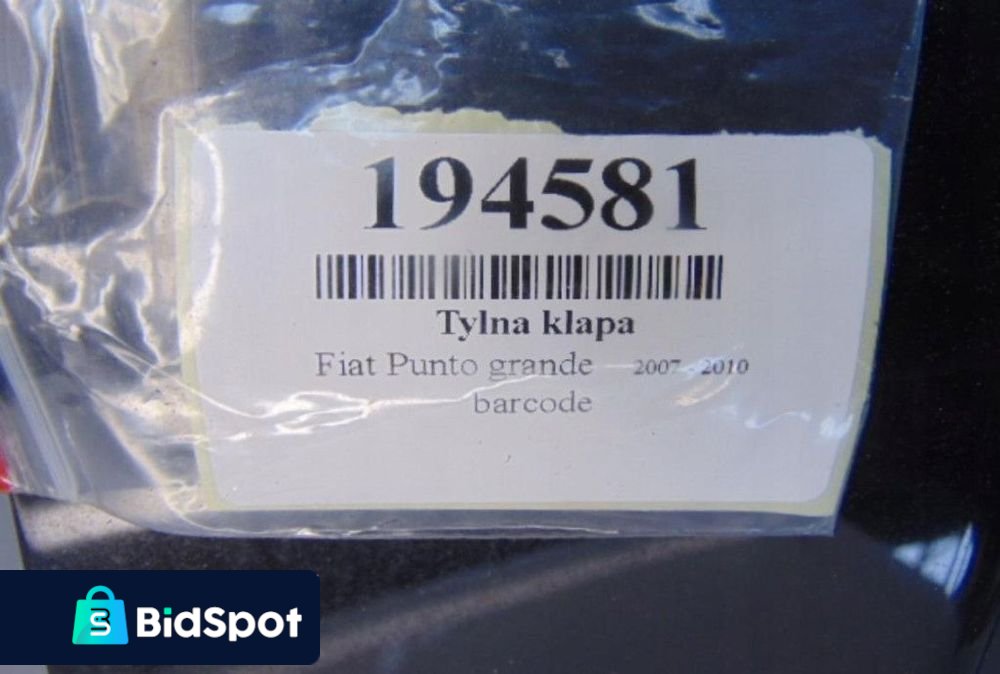 194581
Tylna klapa
Fiat Punto grande 2007 - 2010
barcode
BidSpot